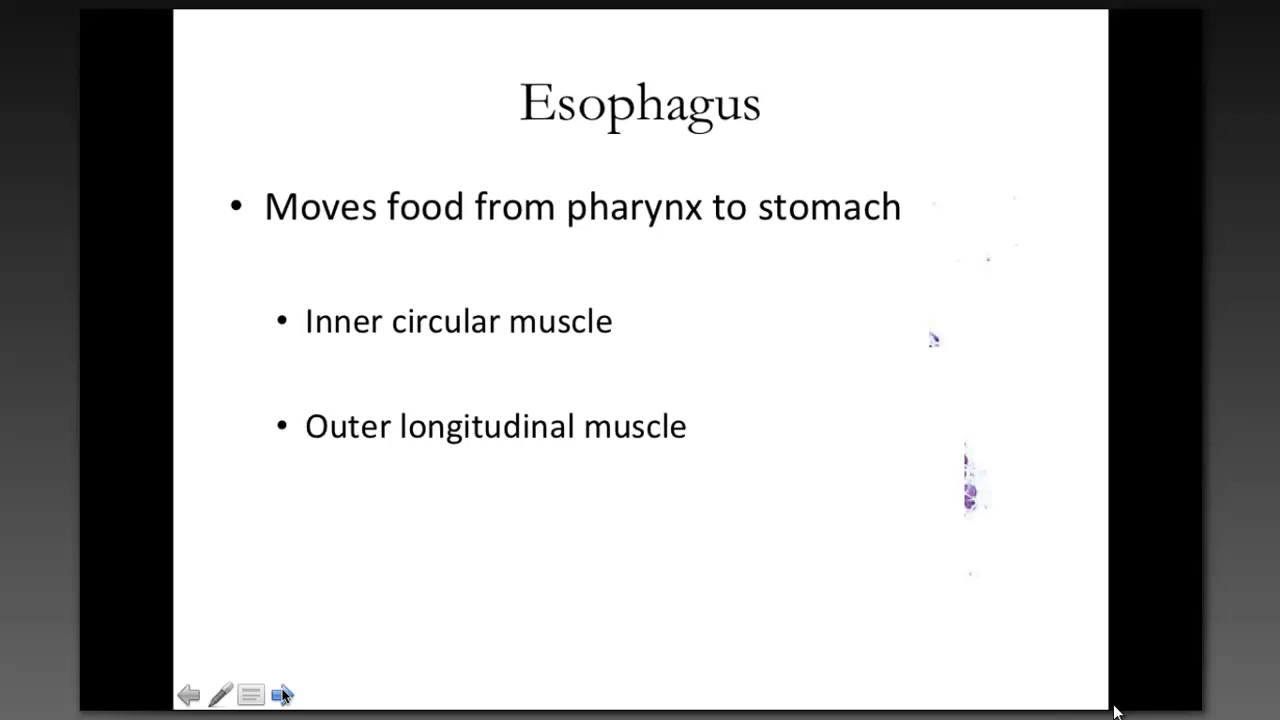 Esophagus
• Moves food from pharynx to stomach
• Inner circular muscle
• Outer longitudinal muscle